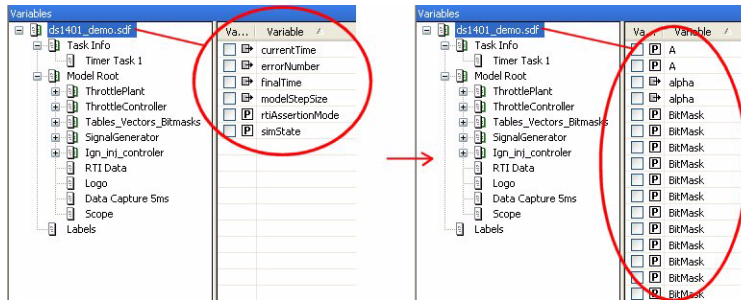 Variables
ds1401_demo.sdf
Task Info
Timer Task 1
Model Root
ThrottlePlant
ThrottleController
Tables_Vectors_Bitmasks
SignalGenerator
Ign_inj_controler
RTI Data
Logo
Data Capture 5ms
Scope
Labels
Va... Variable
currentTime
errorNumber
finalTime
modelStepSize
P rtiAssertionMode
P simState
Variables
ds1401_demo.sdf
Task Info
Timer Task 1
Model Root
ThrottlePlant
ThrottleController
Tables_Vectors_Bitmasks
SignalGenerator
Ign_inj_controler
RTI Data
Logo
Data Capture 5ms
Scope
Labels
Va... Variable
P A
P A
alpha
alpha
P BitMask
P BitMask
P BitMask
P BitMask
P BitMask
P BitMask
P BitMask
P BitMask
P BitMask
P BitMask
P BitMask
P BitMask